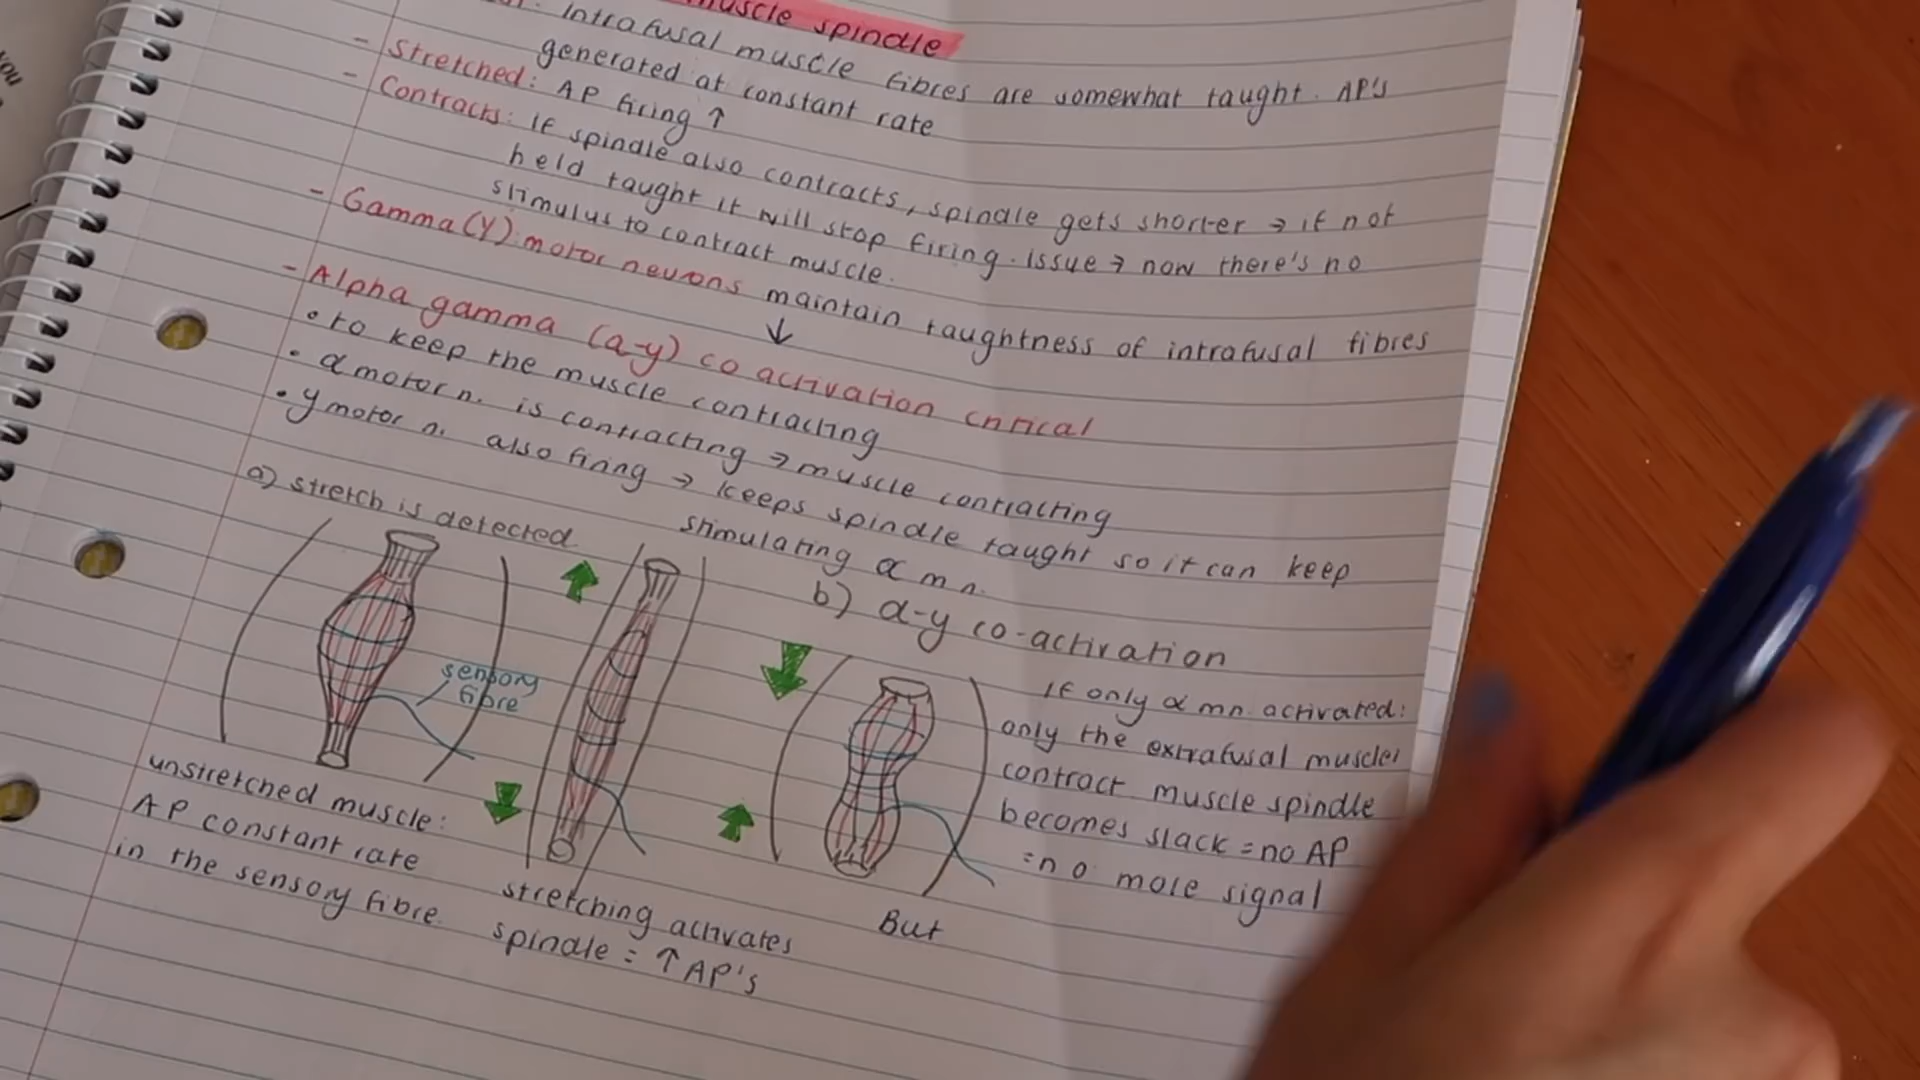 muscle spindle
Intrafusal muscle fibres are somewhat taught. AP's
generated at constant rate
- Stretched: AP firing ↑
- Contracts: If spindle also contracts, spindle gets shorter → if not
held taught it will stop firing. Issue → now there's no
stimulus to contract muscle.
- Gamma (γ) motor neurons maintain taughtness of intrafusal fibres
↓
- Alpha gamma (α-γ) co activation critical
• to keep the muscle contracting
• α motor n. is contracting → muscle contracting
• γ motor n. also firing → keeps spindle taught so it can keep
stimulating α m n.
a) stretch is detected
sensory
fibre
unstretched muscle:
AP constant rate
in the sensory fibre.
stretching activates
spindle = ↑ AP's
b) α-γ co-activation
If only α mn. activated:
only the extrafusal muscles
contract muscle spindle
becomes slack = no AP
= no more signal
But
you